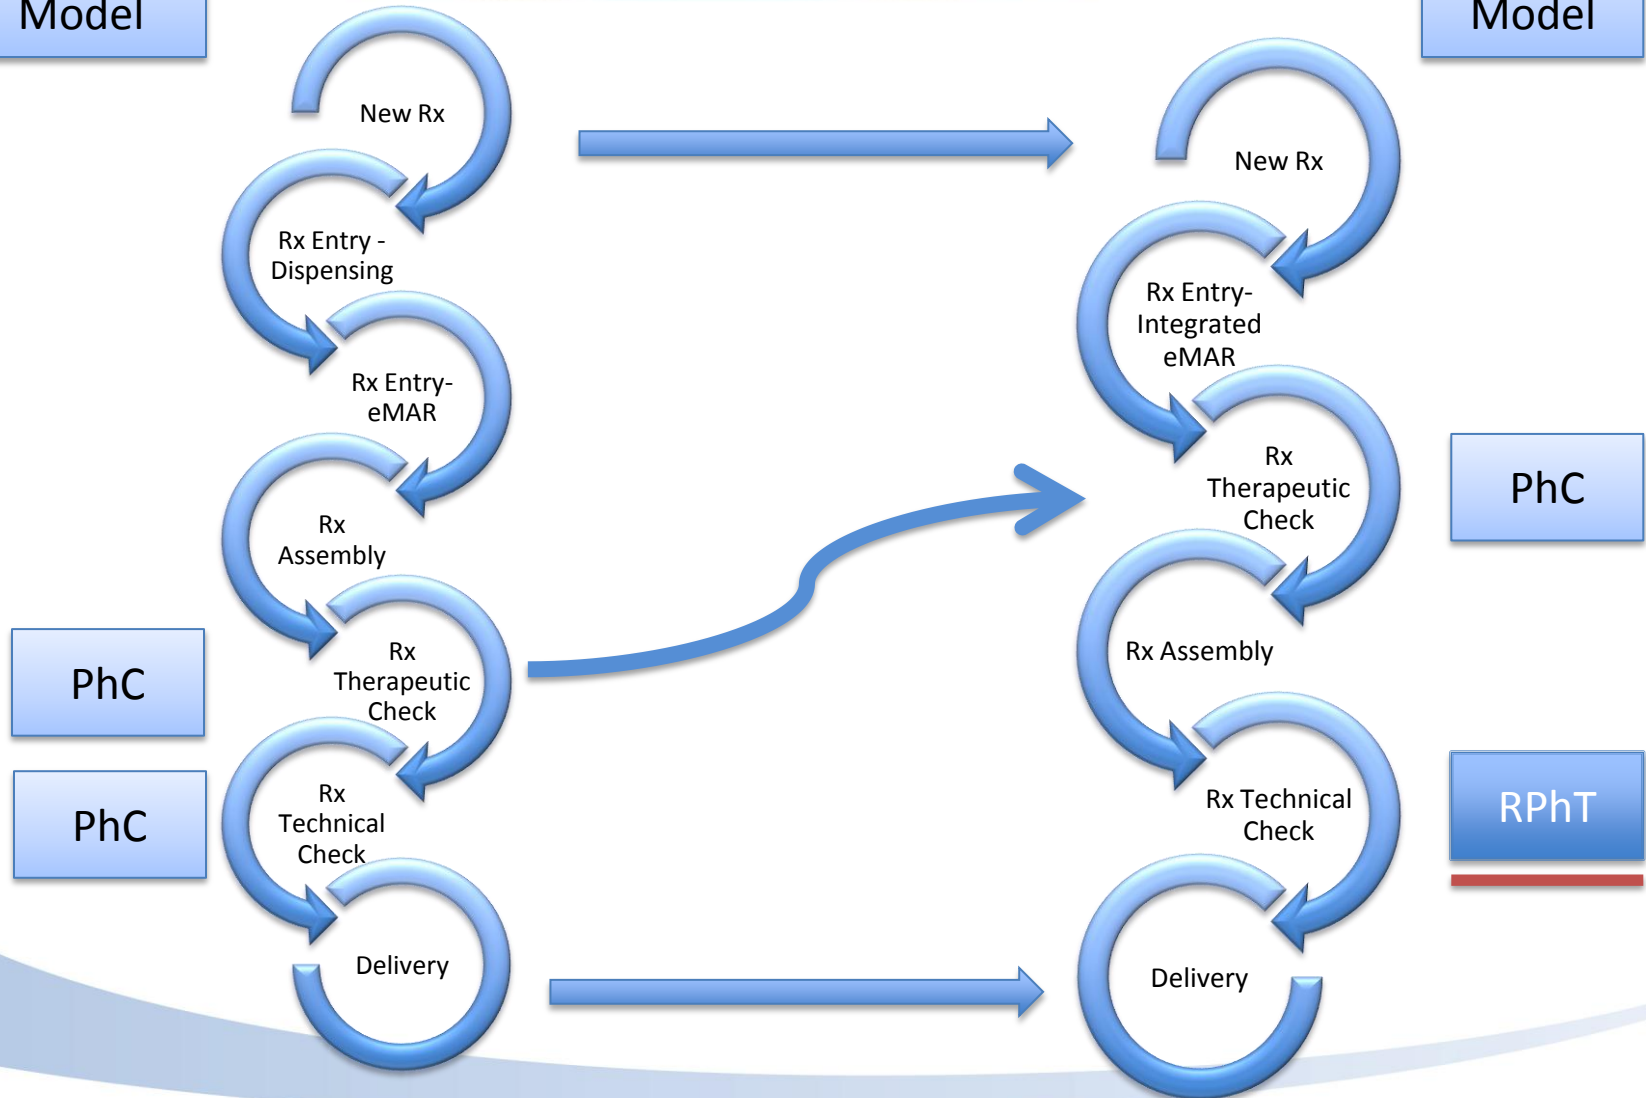 Model
New Rx
Rx Entry -
Dispensing
Rx Entry-
eMAR
Rx
Assembly
PhC
Rx
Therapeutic
Check
PhC
Rx
Technical
Check
Delivery
Model
New Rx
Rx Entry-
Integrated
eMAR
Rx
Therapeutic
Check
PhC
Rx Assembly
Rx Technical
Check
RPhT
Delivery